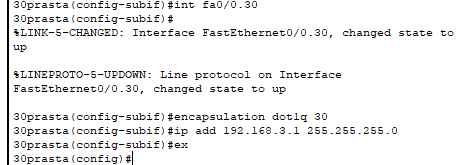 30prasta(config-subif)#int fa0/0.30
30prasta(config-subif)#
%LINK-5-CHANGED: Interface FastEthernet0/0.30, changed state to
up
%LINEPROTO-5-UPDOWN: Line protocol on Interface
FastEthernet0/0.30, changed state to up
30prasta(config-subif)#encapsulation dot1q 30
30prasta(config-subif)#ip add 192.168.3.1 255.255.255.0
30prasta(config-subif)#ex
30prasta(config)#